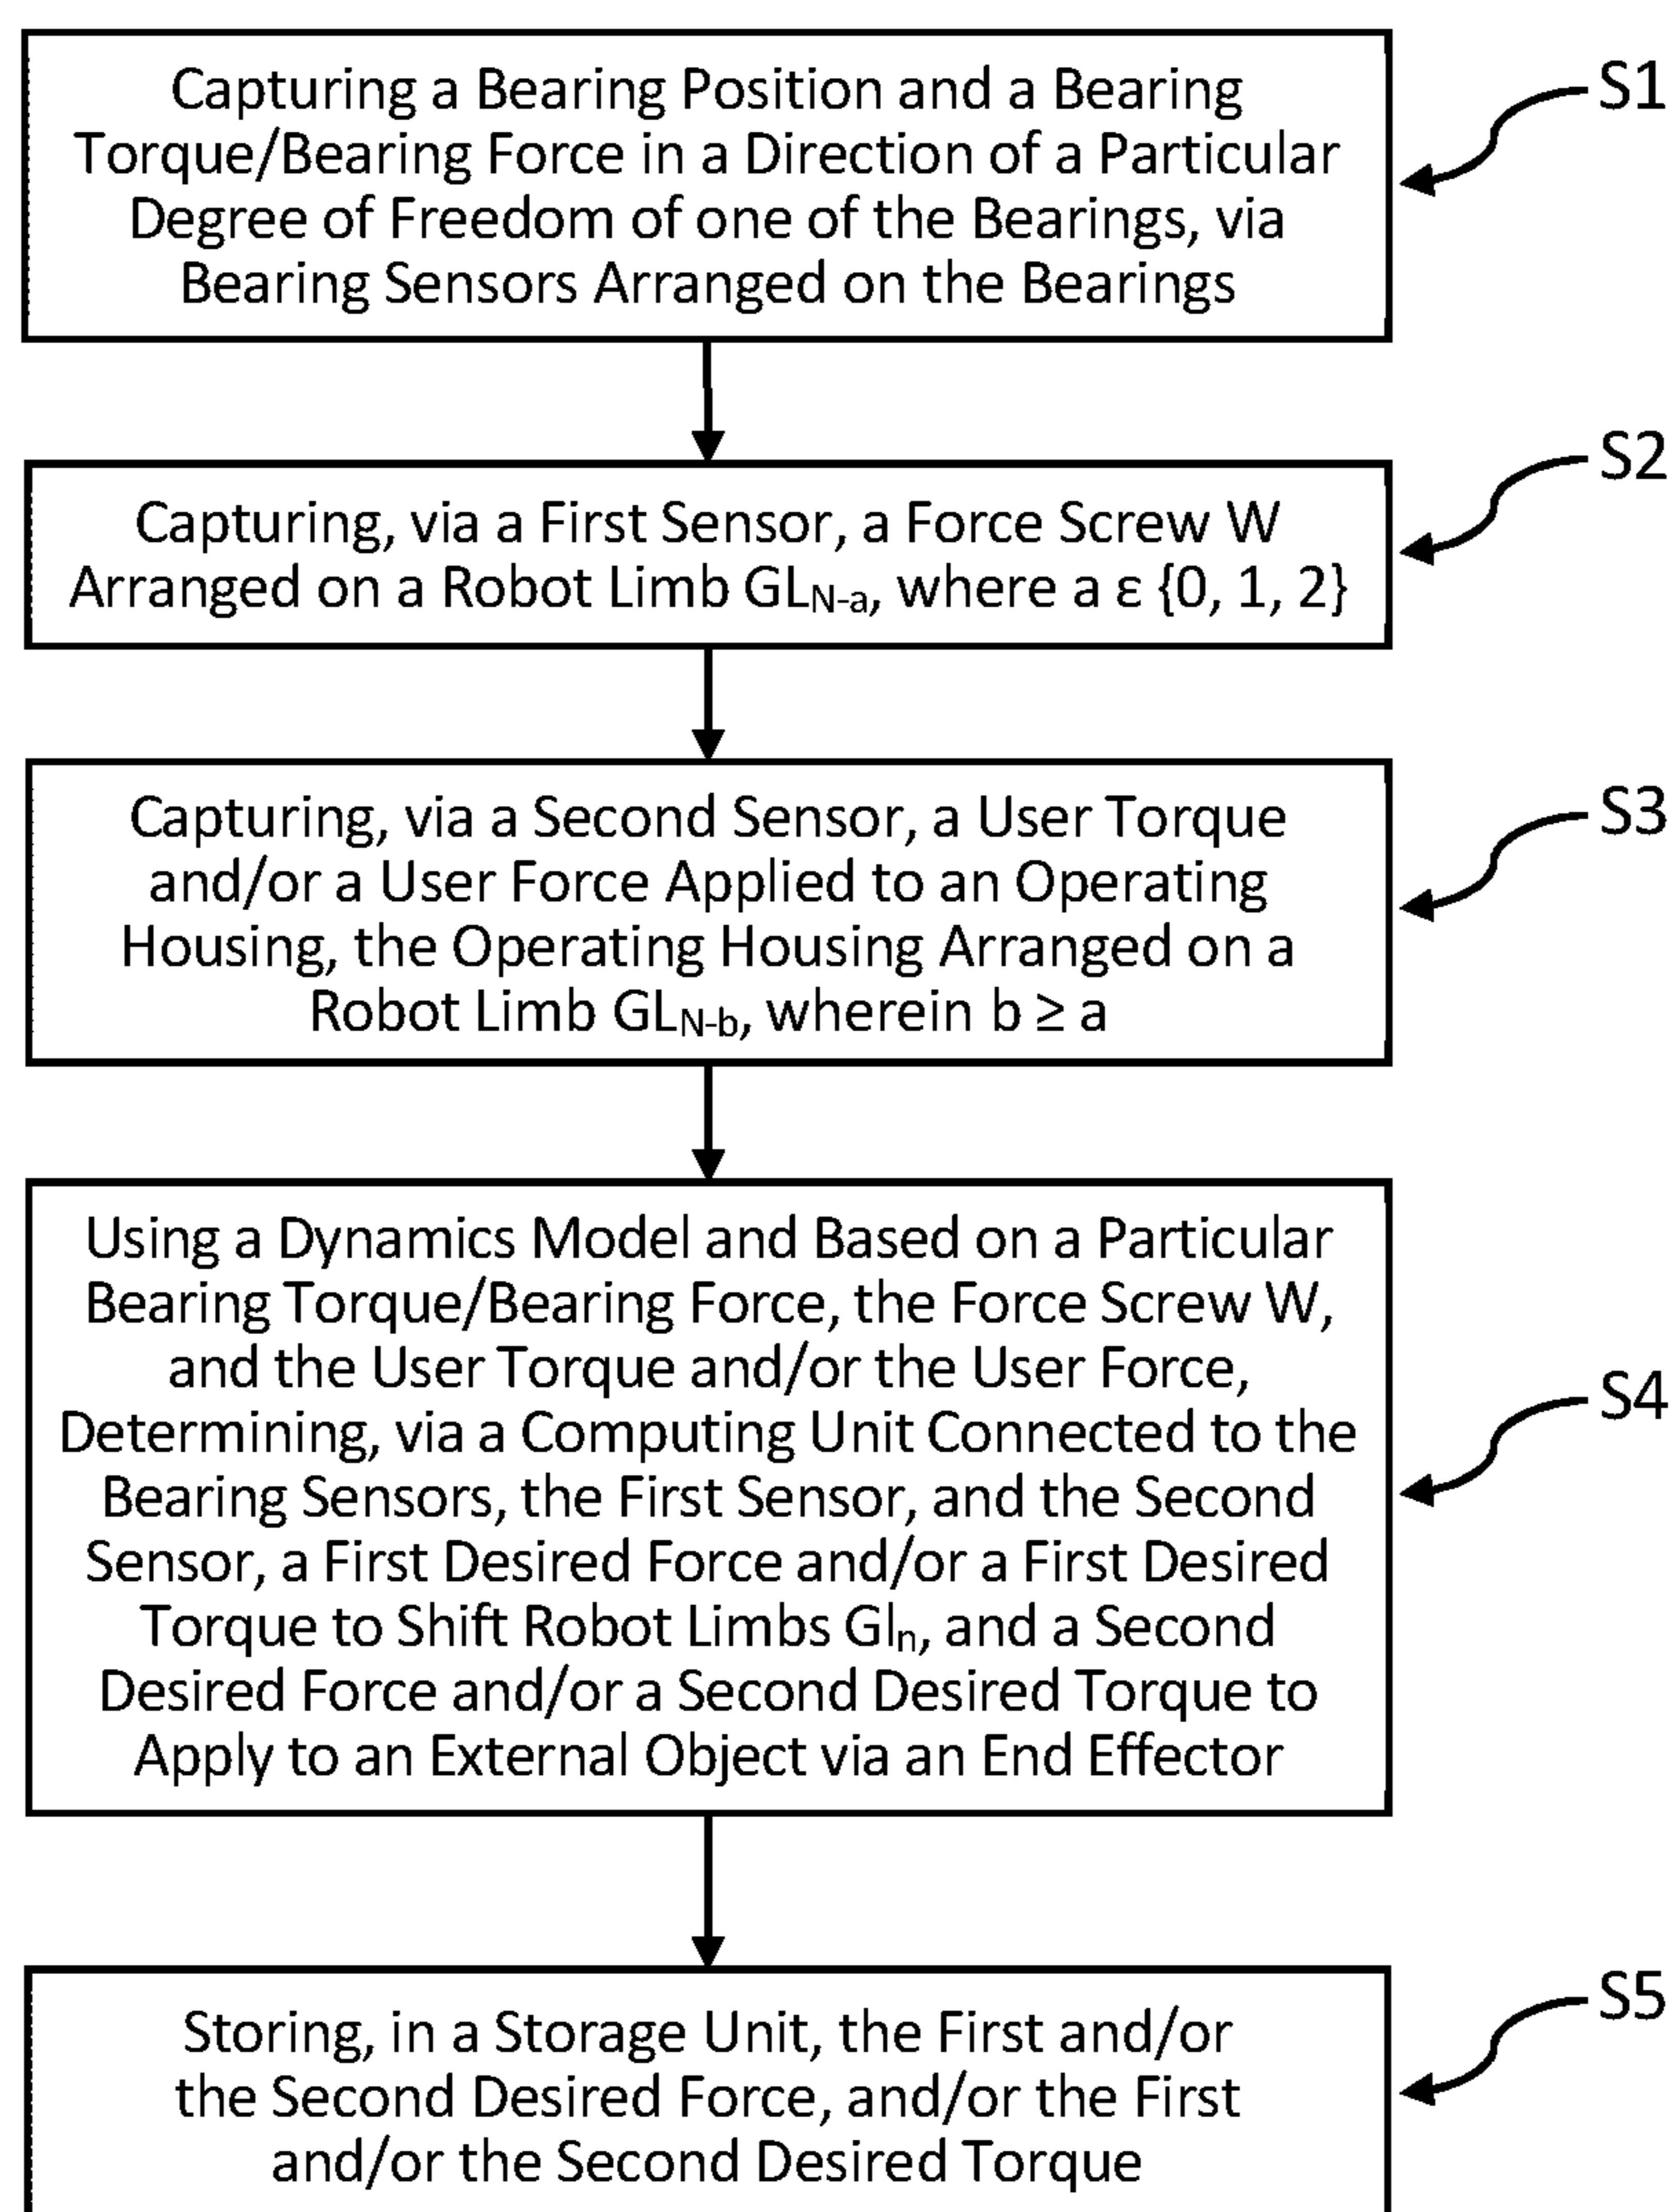 Capturing a Bearing Position and a Bearing
Torque/Bearing Force in a Direction of a Particular
Degree of Freedom of one of the Bearings, via
Bearing Sensors Arranged on the Bearings
S1
Capturing, via a First Sensor, a Force Screw W
Arranged on a Robot Limb GL_N-a, where a ε {0, 1, 2}
S2
Capturing, via a Second Sensor, a User Torque
and/or a User Force Applied to an Operating
Housing, the Operating Housing Arranged on a
Robot Limb GL_N-b, wherein b ≥ a
S3
Using a Dynamics Model and Based on a Particular
Bearing Torque/Bearing Force, the Force Screw W,
and the User Torque and/or the User Force,
Determining, via a Computing Unit Connected to the
Bearing Sensors, the First Sensor, and the Second
Sensor, a First Desired Force and/or a First Desired
Torque to Shift Robot Limbs Gl_n, and a Second
Desired Force and/or a Second Desired Torque to
Apply to an External Object via an End Effector
S4
Storing, in a Storage Unit, the First and/or
the Second Desired Force, and/or the First
and/or the Second Desired Torque
S5